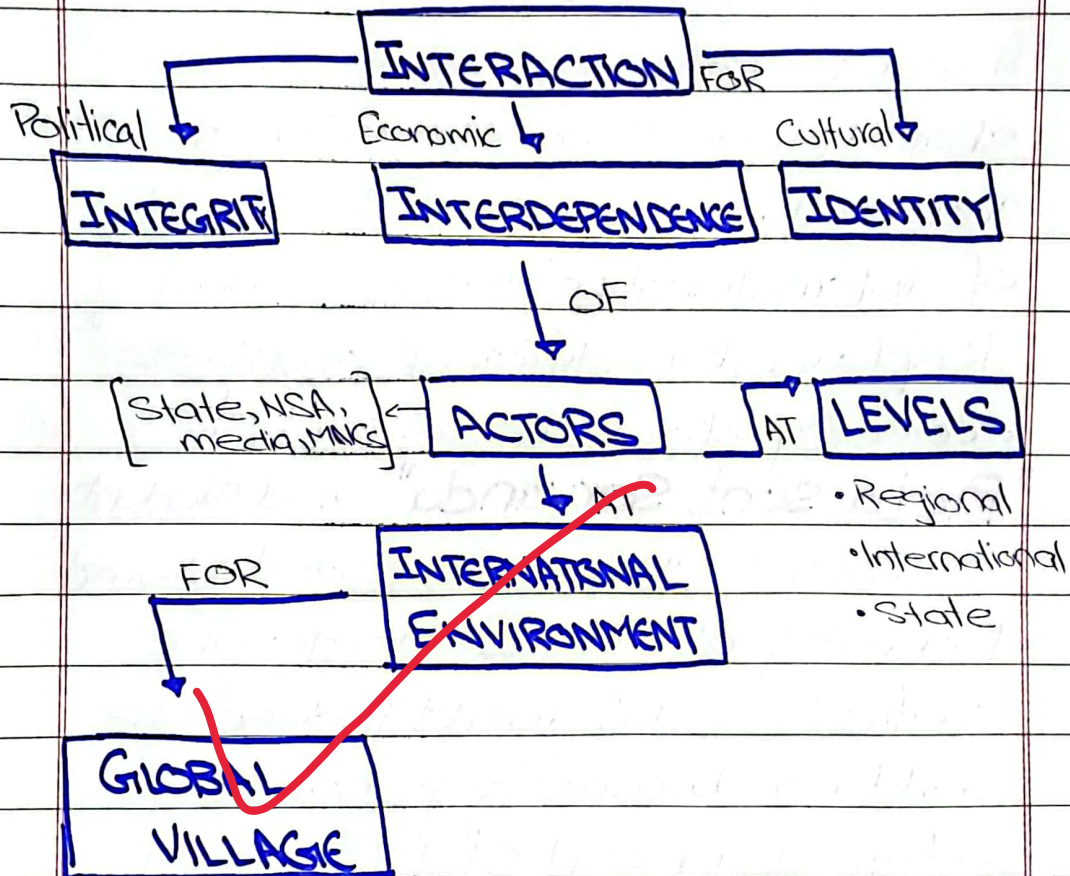 INTERACTION
FOR
Political
Economic
Cultural
INTEGRITY
INTERDEPENDENCE
IDENTITY
OF
[State, NSA,
media, MNCs]
ACTORS
AT
LEVELS
AT
• Regional
• International
• State
INTERNATIONAL
ENVIRONMENT
FOR
GLOBAL
VILLAGE